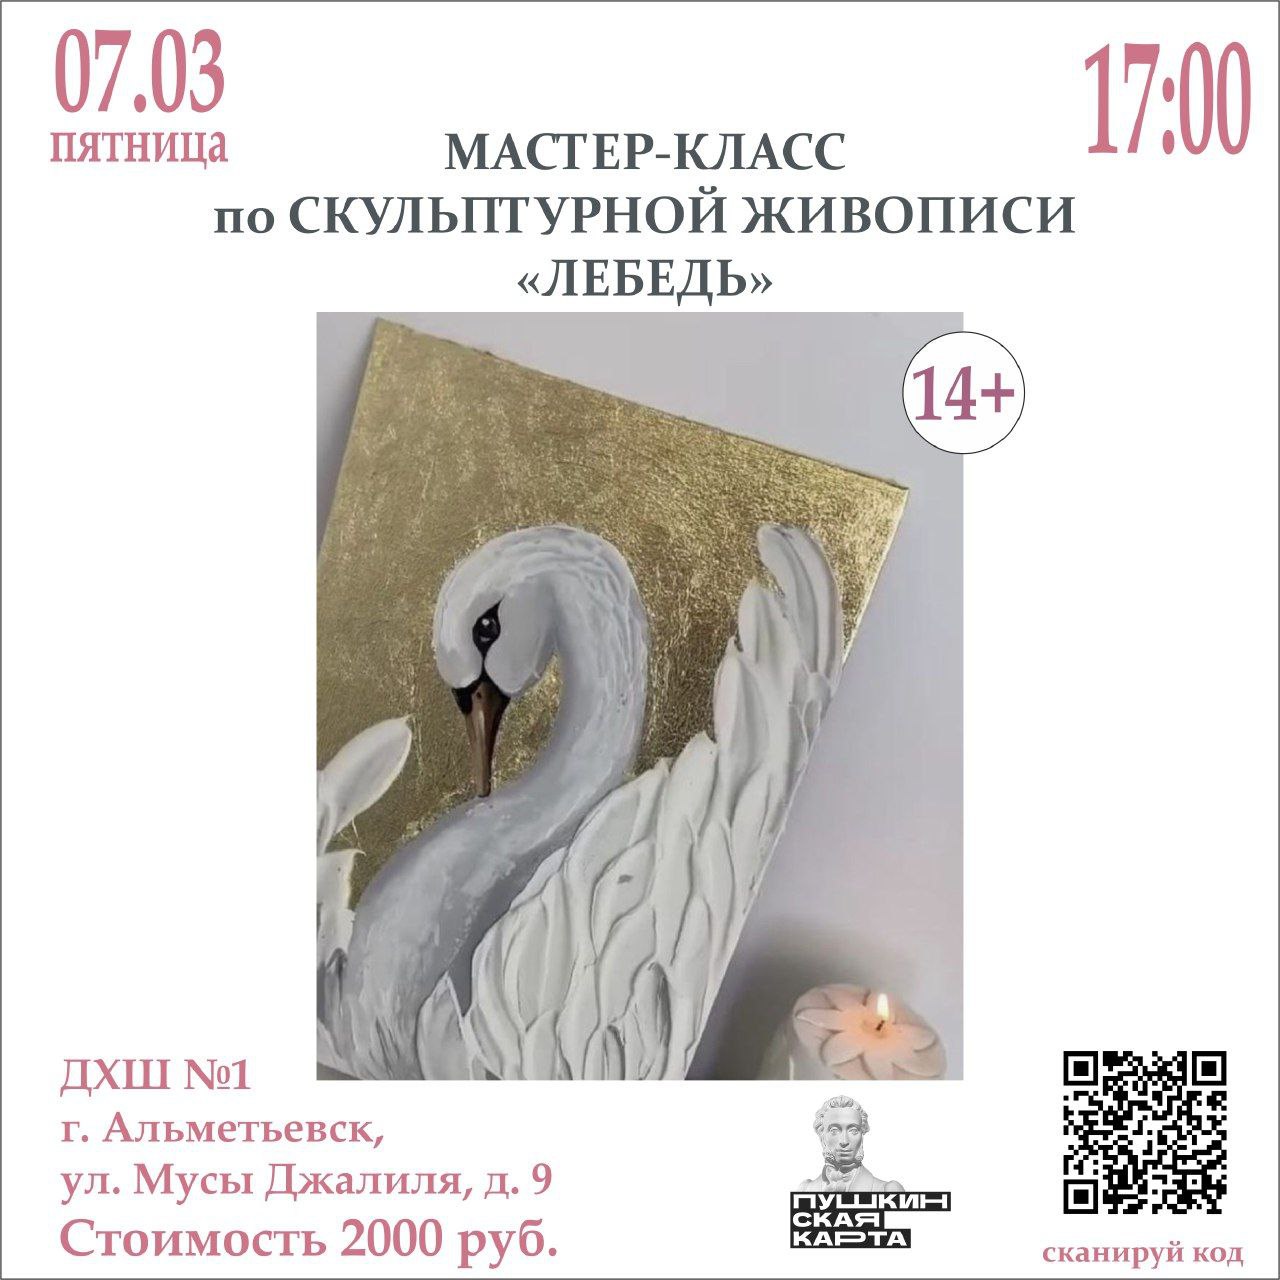 07.03
пятница
17:00
МАСТЕР-КЛАСС
по СКУЛЬПТУРНОЙ ЖИВОПИСИ
«ЛЕБЕДЬ»
14+
ДХШ №1
г. Альметьевск,
ул. Мусы Джалиля, д. 9
Стоимость 2000 руб.
ПУШКИН
СКАЯ
КАРТА
сканируй код